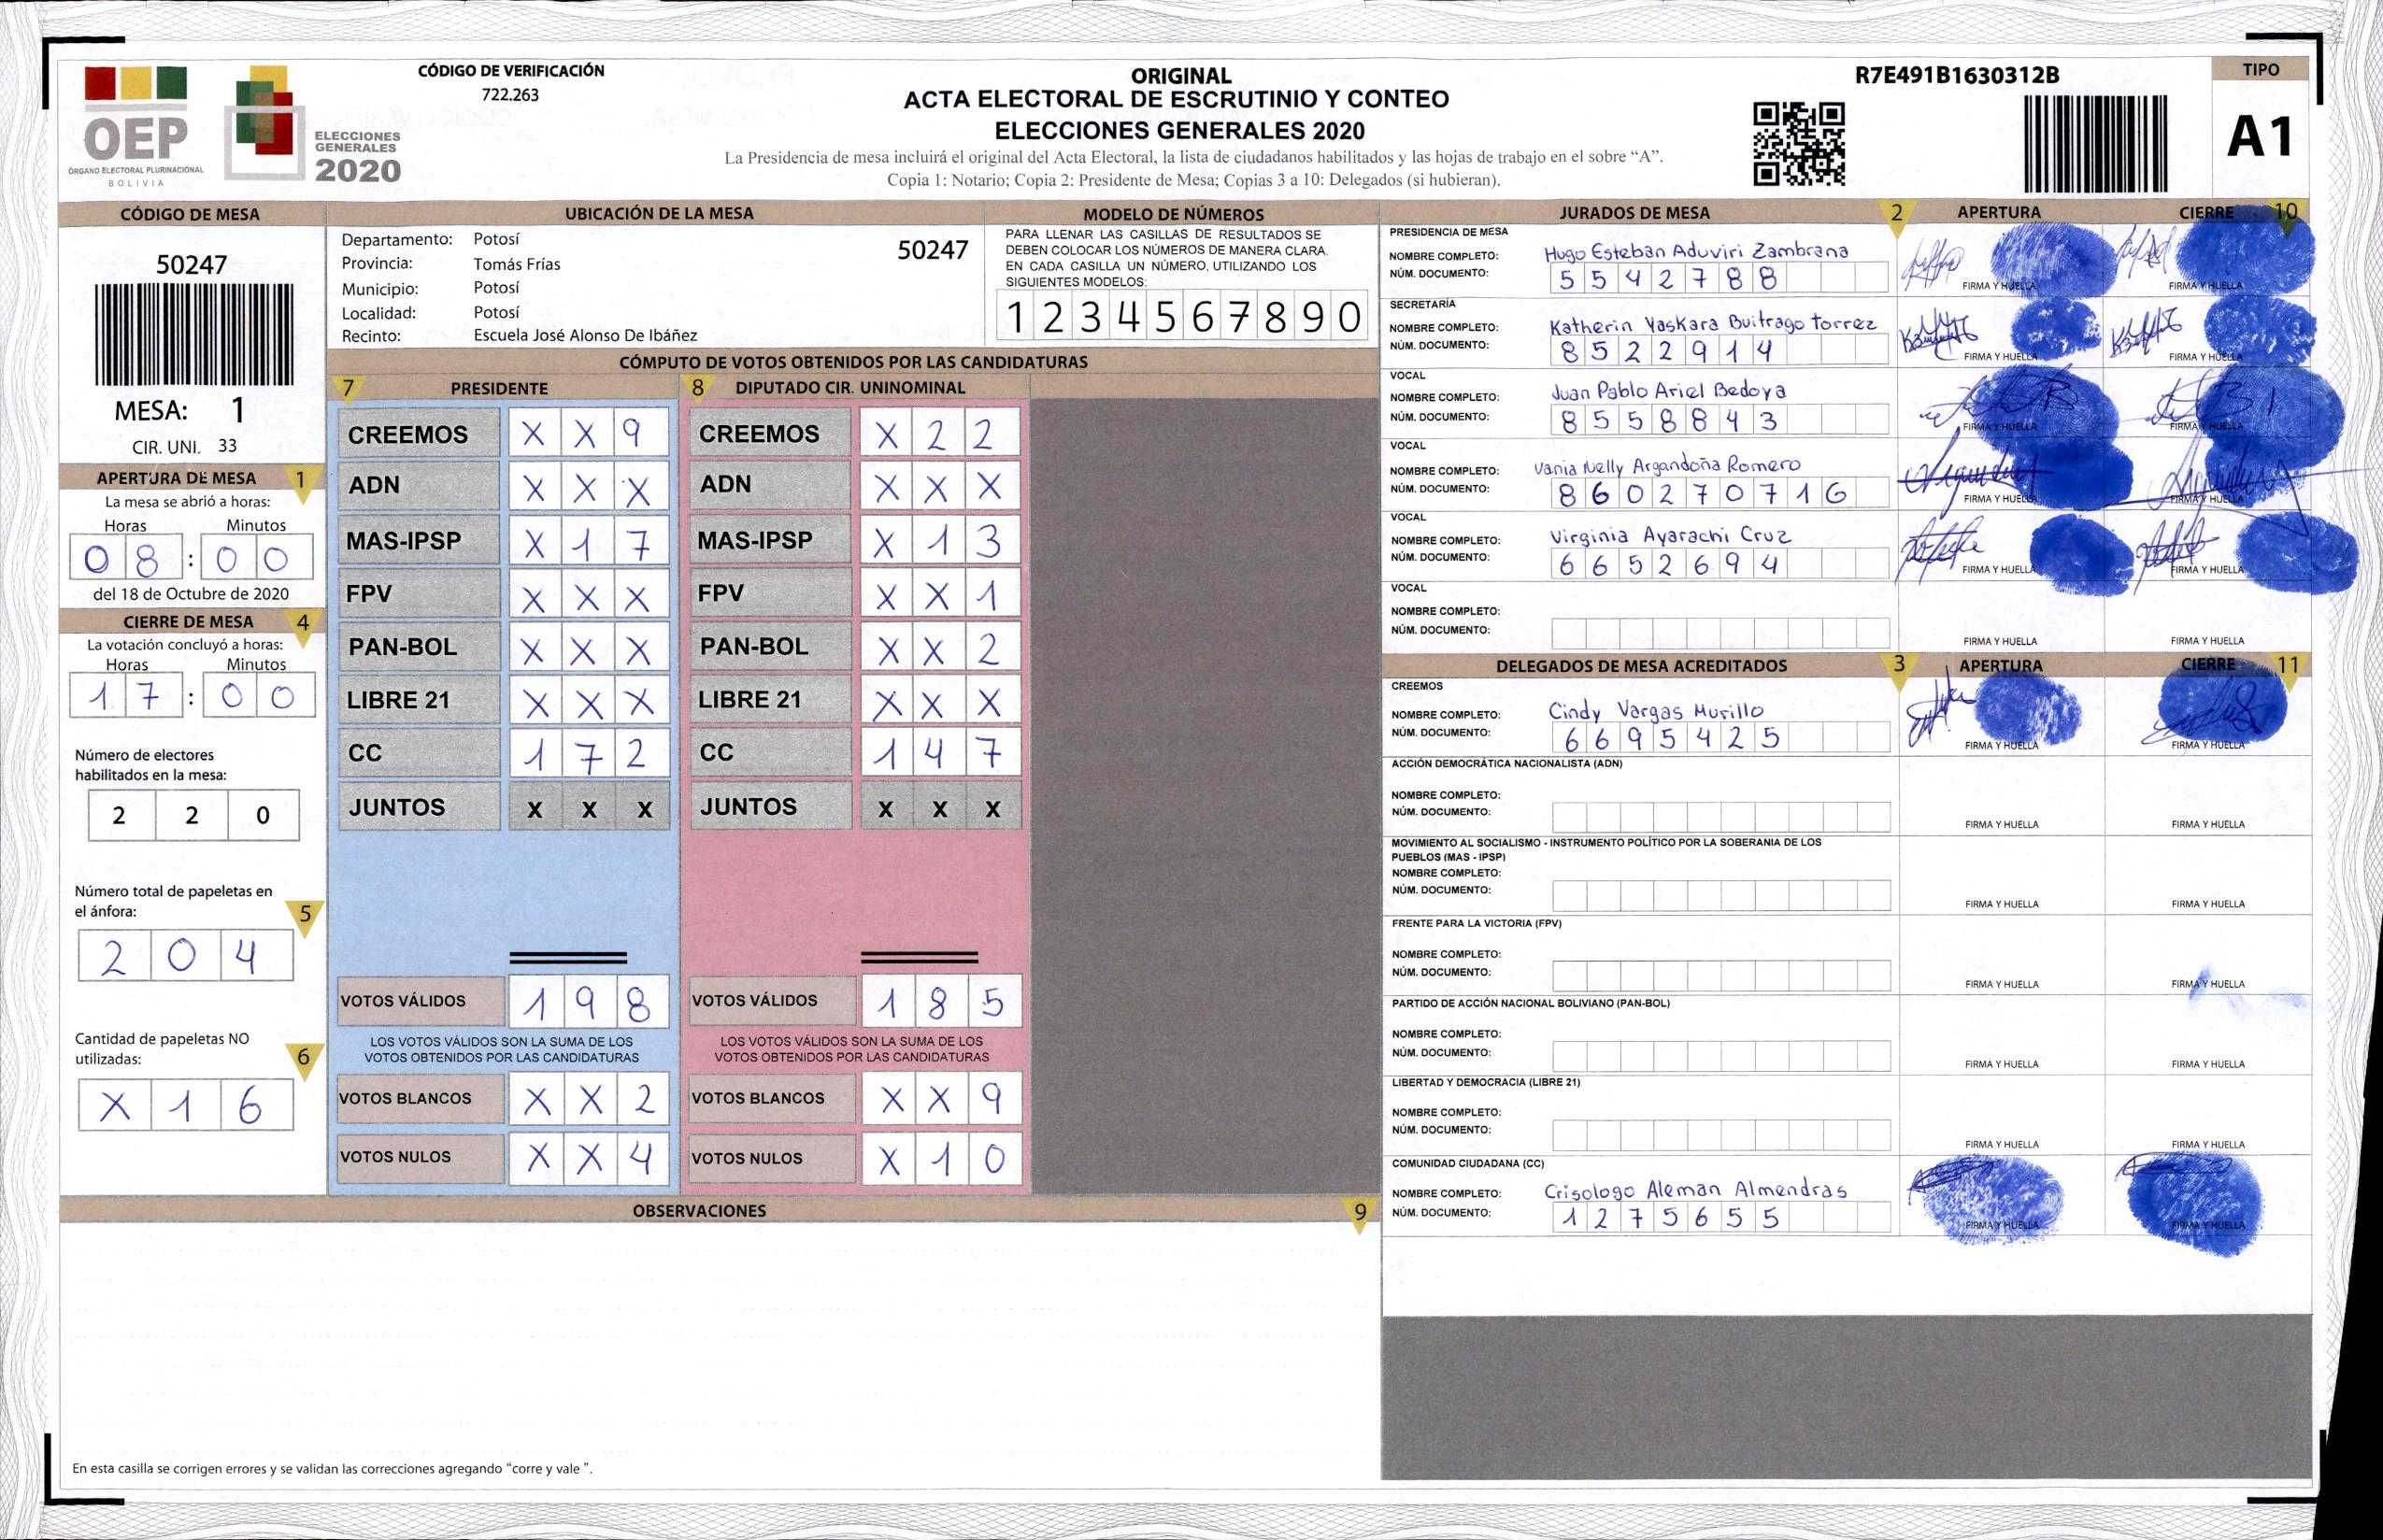 CÓDIGO DE VERIFICACIÓN
722.263
ORIGINAL
ACTA ELECTORAL DE ESCRUTINIO Y CONTEO
ELECCIONES GENERALES 2020
La Presidencia de mesa incluirá el original del Acta Electoral, la lista de ciudadanos habilitados y las hojas de trabajo en el sobre “A”.
Copia 1: Notario; Copia 2: Presidente de Mesa; Copias 3 a 10: Delegados (si hubieran).
R7E491B1630312B
TIPO
A1
OEP
ÓRGANO ELECTORAL PLURINACIONAL
BOLIVIA
ELECCIONES
GENERALES
2020
CÓDIGO DE MESA
50247
MESA: 1
CIR. UNI. 33
APERTURA DE MESA 1
La mesa se abrió a horas:
Horas Minutos
0 8 : 0 0
del 18 de Octubre de 2020
CIERRE DE MESA 4
La votación concluyó a horas:
Horas Minutos
1 7 : 0 0
Número de electores
habilitados en la mesa:
2 2 0
Número total de papeletas en
el ánfora: 5
2 0 4
Cantidad de papeletas NO
utilizadas: 6
X 1 6
UBICACIÓN DE LA MESA
Departamento: Potosí 50247
Provincia: Tomás Frías
Municipio: Potosí
Localidad: Potosí
Recinto: Escuela José Alonso De Ibáñez
MODELO DE NÚMEROS
PARA LLENAR LAS CASILLAS DE RESULTADOS SE
DEBEN COLOCAR LOS NÚMEROS DE MANERA CLARA.
EN CADA CASILLA UN NÚMERO, UTILIZANDO LOS
SIGUIENTES MODELOS:
1 2 3 4 5 6 7 8 9 0
CÓMPUTO DE VOTOS OBTENIDOS POR LAS CANDIDATURAS
7 PRESIDENTE
CREEMOS X X 9
ADN X X X
MAS-IPSP X 1 7
FPV X X X
PAN-BOL X X X
LIBRE 21 X X X
CC 1 7 2
JUNTOS X X X
VOTOS VÁLIDOS 1 9 8
LOS VOTOS VÁLIDOS SON LA SUMA DE LOS
VOTOS OBTENIDOS POR LAS CANDIDATURAS
VOTOS BLANCOS X X 2
VOTOS NULOS X X 4
8 DIPUTADO CIR. UNINOMINAL
CREEMOS X 2 2
ADN X X X
MAS-IPSP X 1 3
FPV X X 1
PAN-BOL X X 2
LIBRE 21 X X X
CC 1 4 7
JUNTOS X X X
VOTOS VÁLIDOS 1 8 5
LOS VOTOS VÁLIDOS SON LA SUMA DE LOS
VOTOS OBTENIDOS POR LAS CANDIDATURAS
VOTOS BLANCOS X X 9
VOTOS NULOS X 1 0
OBSERVACIONES 9
En esta casilla se corrigen errores y se validan las correcciones agregando “corre y vale ”.
JURADOS DE MESA 2 APERTURA CIERRE 10
PRESIDENCIA DE MESA
NOMBRE COMPLETO: Hugo Esteban Aduviri Zambrana
NÚM. DOCUMENTO: 5 5 4 2 7 8 8
FIRMA Y HUELLA FIRMA Y HUELLA
SECRETARÍA
NOMBRE COMPLETO: Katherin Yaskara Buitrago Torrez
NÚM. DOCUMENTO: 8 5 2 2 9 1 4
FIRMA Y HUELLA FIRMA Y HUELLA
VOCAL
NOMBRE COMPLETO: Juan Pablo Ariel Bedoya
NÚM. DOCUMENTO: 8 5 5 8 8 4 3
FIRMA Y HUELLA FIRMA Y HUELLA
VOCAL
NOMBRE COMPLETO: Vania Nelly Argandoña Romero
NÚM. DOCUMENTO: 8 6 0 2 7 0 7 1 G
FIRMA Y HUELLA FIRMA Y HUELLA
VOCAL
NOMBRE COMPLETO: Virginia Ayarachi Cruz
NÚM. DOCUMENTO: 6 6 5 2 6 9 4
FIRMA Y HUELLA FIRMA Y HUELLA
VOCAL
NOMBRE COMPLETO:
NÚM. DOCUMENTO:
FIRMA Y HUELLA FIRMA Y HUELLA
DELEGADOS DE MESA ACREDITADOS 3 APERTURA CIERRE 11
CREEMOS
NOMBRE COMPLETO: Cindy Vargas Murillo
NÚM. DOCUMENTO: 6 6 9 5 4 2 5
FIRMA Y HUELLA FIRMA Y HUELLA
ACCIÓN DEMOCRÁTICA NACIONALISTA (ADN)
NOMBRE COMPLETO:
NÚM. DOCUMENTO:
FIRMA Y HUELLA FIRMA Y HUELLA
MOVIMIENTO AL SOCIALISMO - INSTRUMENTO POLÍTICO POR LA SOBERANIA DE LOS
PUEBLOS (MAS - IPSP)
NOMBRE COMPLETO:
NÚM. DOCUMENTO:
FIRMA Y HUELLA FIRMA Y HUELLA
FRENTE PARA LA VICTORIA (FPV)
NOMBRE COMPLETO:
NÚM. DOCUMENTO:
FIRMA Y HUELLA FIRMA Y HUELLA
PARTIDO DE ACCIÓN NACIONAL BOLIVIANO (PAN-BOL)
NOMBRE COMPLETO:
NÚM. DOCUMENTO:
FIRMA Y HUELLA FIRMA Y HUELLA
LIBERTAD Y DEMOCRACIA (LIBRE 21)
NOMBRE COMPLETO:
NÚM. DOCUMENTO:
FIRMA Y HUELLA FIRMA Y HUELLA
COMUNIDAD CIUDADANA (CC)
NOMBRE COMPLETO: Crisologo Aleman Almendras
NÚM. DOCUMENTO: 1 2 7 5 6 5 5
FIRMA Y HUELLA FIRMA Y HUELLA